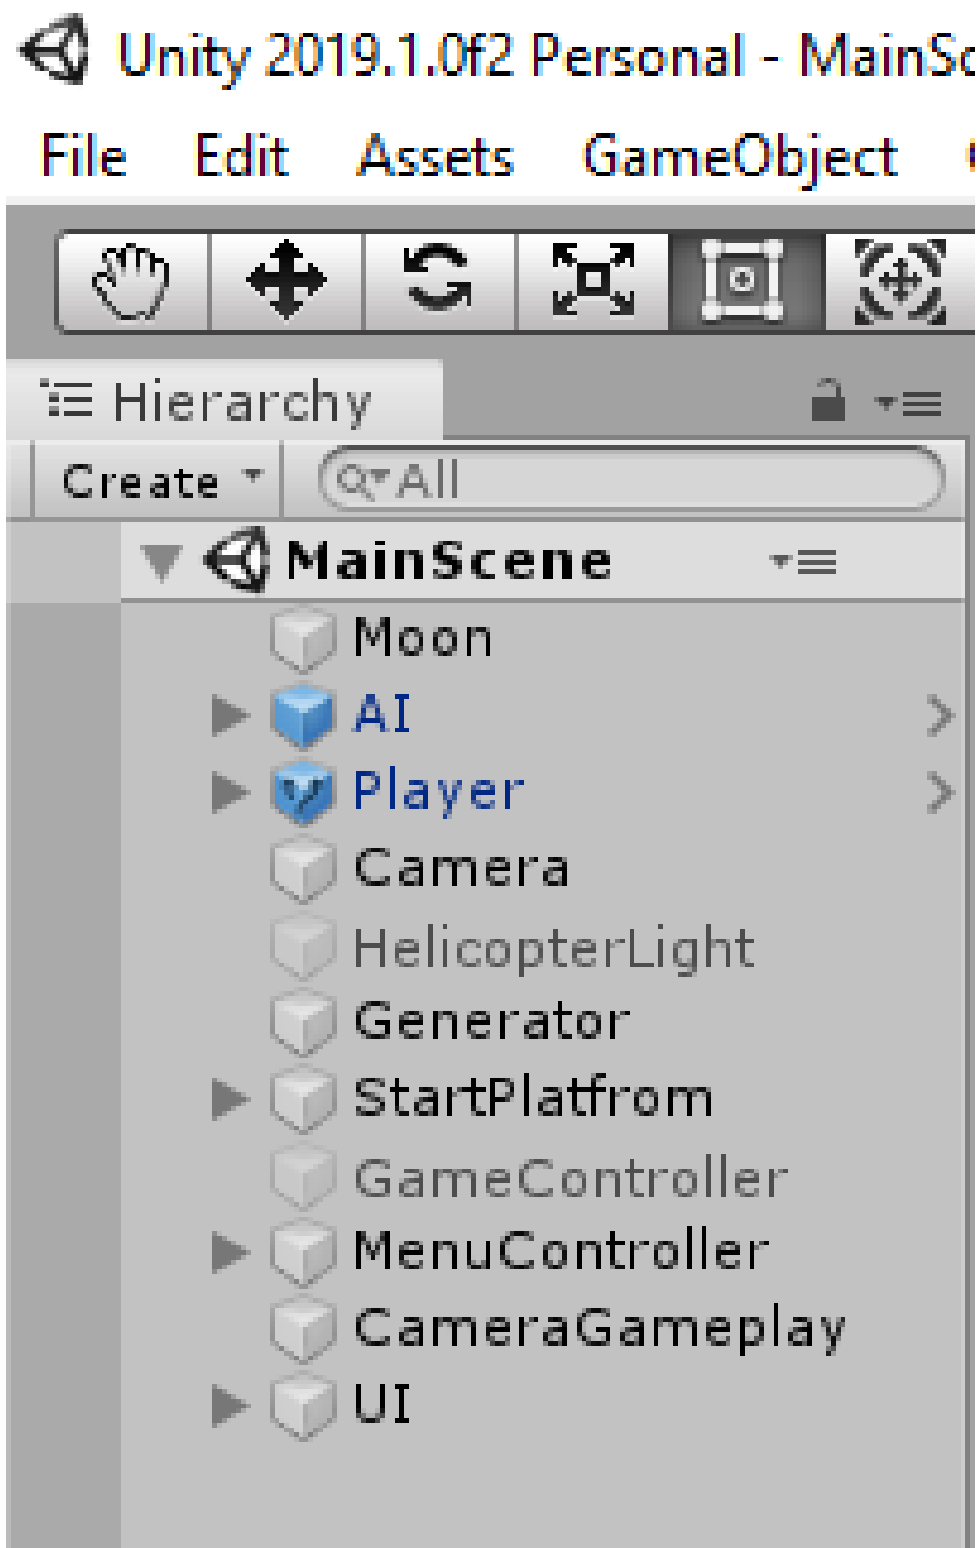 Unity 2019.1.0f2 Personal - MainSc
File Edit Assets GameObject
Hierarchy
Create All
MainScene
Moon
AI
Player
Camera
HelicopterLight
Generator
StartPlatfrom
GameController
MenuController
CameraGameplay
UI